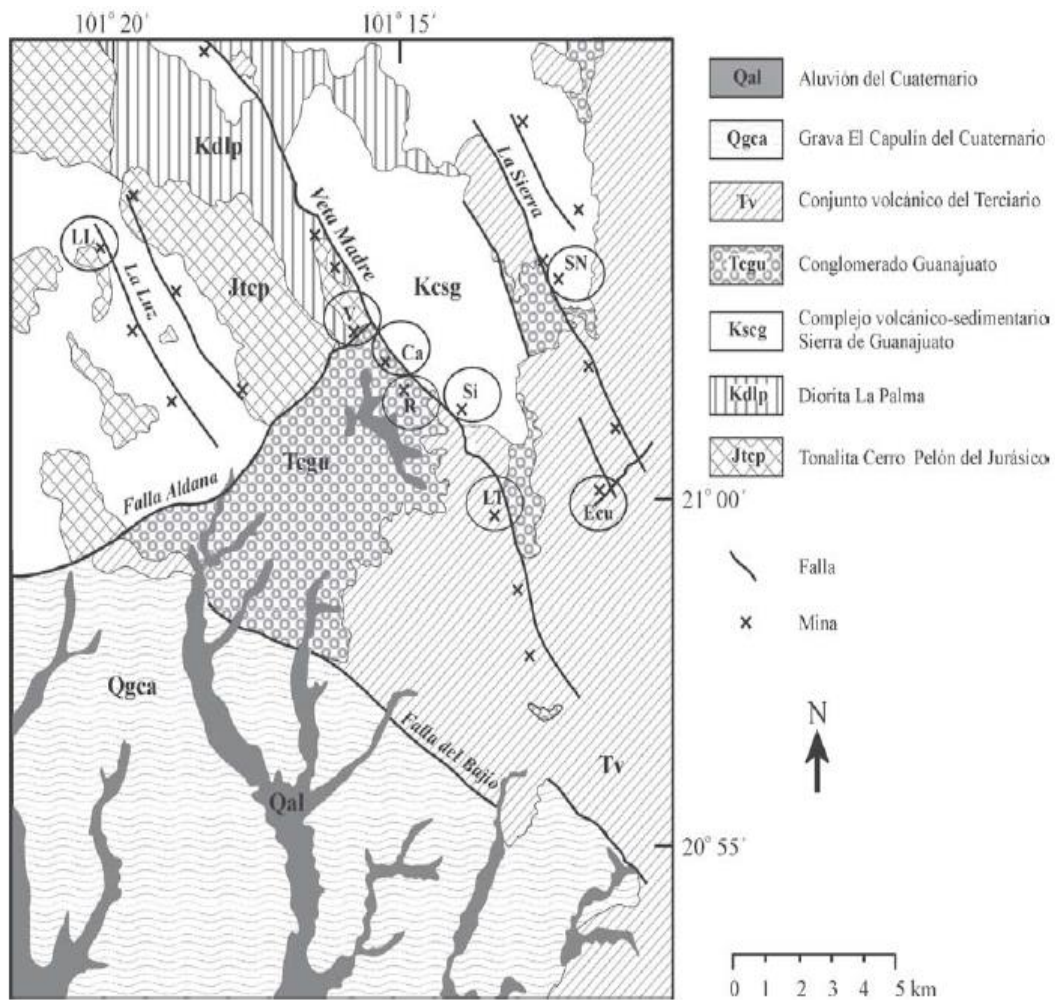 101° 20´ 101° 15´
Kdlp
La Sierra
Veta Madre
LL
SN
La Luz
Jtcp
Kcsg
V
Ca
Si
R
Tcgu
Falla Aldana
LT
Ecu
21° 00´
Qgca
Falla del Bajío
Tv
Qal
20° 55´
Qal Aluvión del Cuaternario
Qgca Grava El Capulín del Cuaternario
Tv Conjunto volcánico del Terciario
Tcgu Conglomerado Guanajuato
Kscg Complejo volcánico-sedimentario
Sierra de Guanajuato
Kdlp Diorita La Palma
Jtcp Tonalita Cerro Pelón del Jurásico
Falla
Mina
N
0 1 2 3 4 5 km